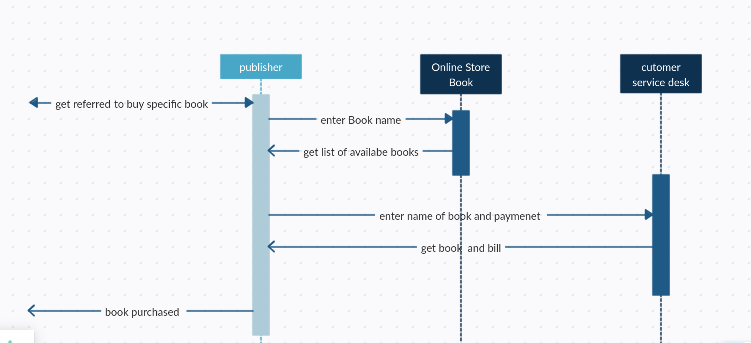 publisher
Online Store
Book
cutomer
service desk
get referred to buy specific book
enter Book name
get list of availabe books
enter name of book and paymenet
get book and bill
book purchased